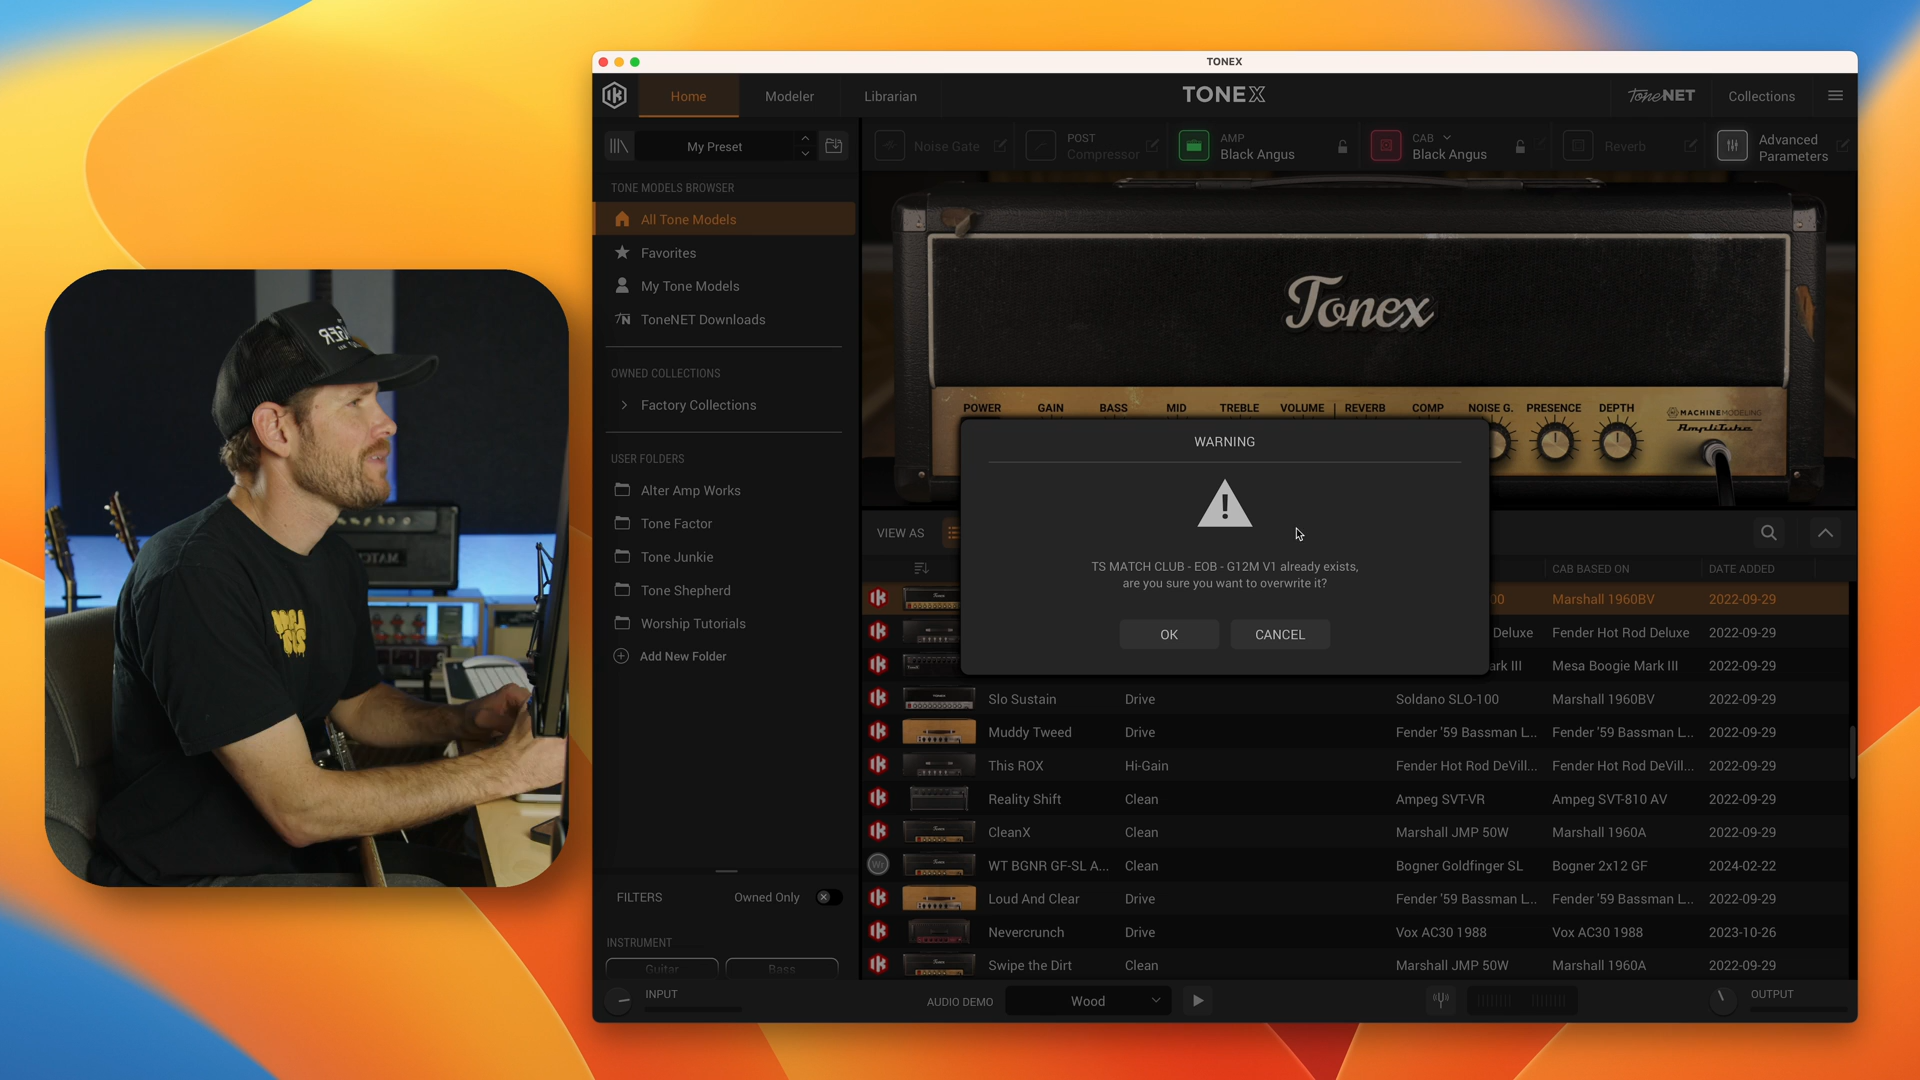 TONEX
Home
Modeler
Librarian
TONEX
ToneNET
Collections
My Preset
Noise Gate
POST
Compressor
AMP
Black Angus
CAB
Black Angus
Reverb
Advanced
Parameters
TONE MODELS BROWSER
All Tone Models
Favorites
My Tone Models
ToneNET Downloads
OWNED COLLECTIONS
Factory Collections
USER FOLDERS
Alter Amp Works
Tone Factor
Tone Junkie
Tone Shepherd
Worship Tutorials
Add New Folder
FILTERS
Owned Only
INSTRUMENT
Guitar
Bass
Tonex
POWER GAIN BASS MID TREBLE VOLUME REVERB COMP NOISE G. PRESENCE DEPTH
MACHINE MODELING
AmpliTube
WARNING
TS MATCH CLUB - EOB - G12M V1 already exists,
are you sure you want to overwrite it?
OK
CANCEL
VIEW AS
CAB BASED ON
DATE ADDED
00 Marshall 1960BV 2022-09-29
Deluxe Fender Hot Rod Deluxe 2022-09-29
ark III Mesa Boogie Mark III 2022-09-29
Slo Sustain Drive Soldano SLO-100 Marshall 1960BV 2022-09-29
Muddy Tweed Drive Fender '59 Bassman L... Fender '59 Bassman L... 2022-09-29
This ROX Hi-Gain Fender Hot Rod DeVill... Fender Hot Rod DeVill... 2022-09-29
Reality Shift Clean Ampeg SVT-VR Ampeg SVT-810 AV 2022-09-29
CleanX Clean Marshall JMP 50W Marshall 1960A 2022-09-29
WT BGNR GF-SL A... Clean Bogner Goldfinger SL Bogner 2x12 GF 2024-02-22
Loud And Clear Drive Fender '59 Bassman L... Fender '59 Bassman L... 2022-09-29
Nevercrunch Drive Vox AC30 1988 Vox AC30 1988 2023-10-26
Swipe the Dirt Clean Marshall JMP 50W Marshall 1960A 2022-09-29
INPUT
AUDIO DEMO
Wood
OUTPUT